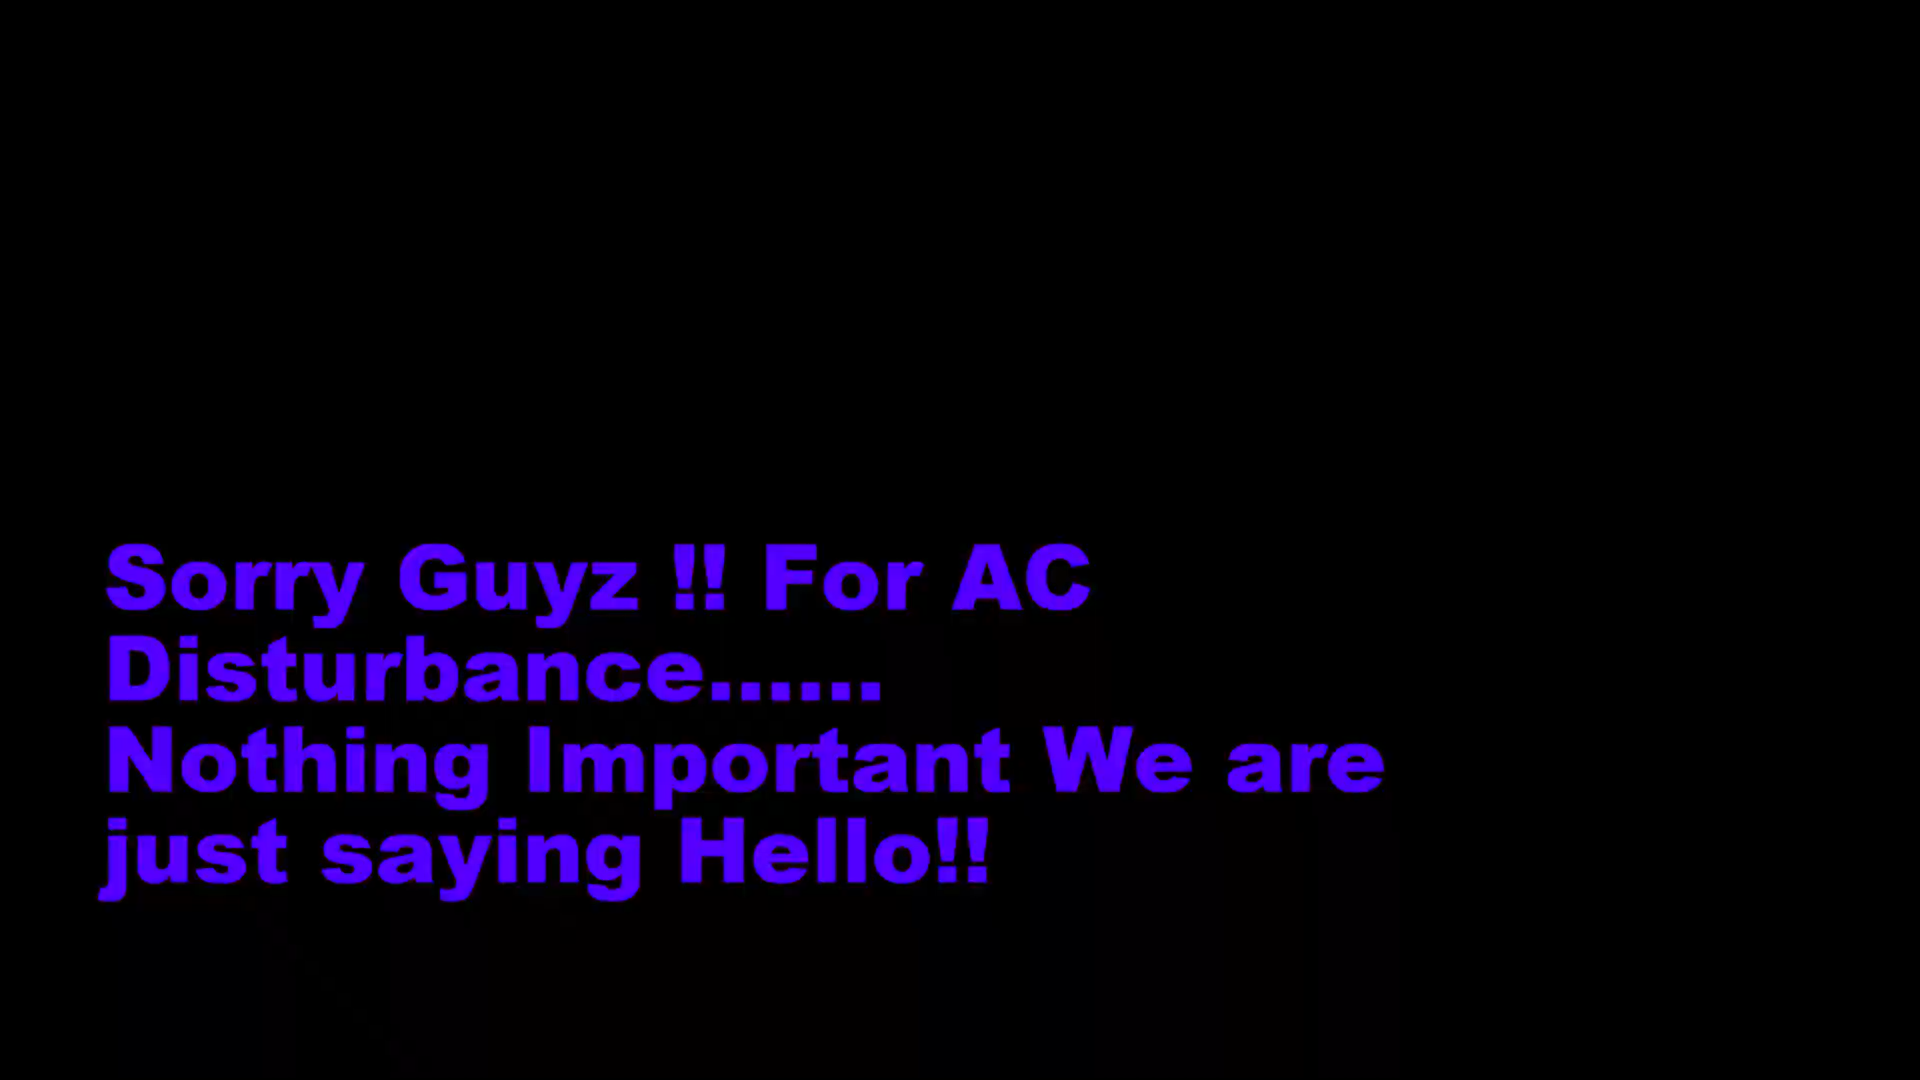 Sorry Guyz !! For AC
Disturbance......
Nothing Important We are
just saying Hello!!